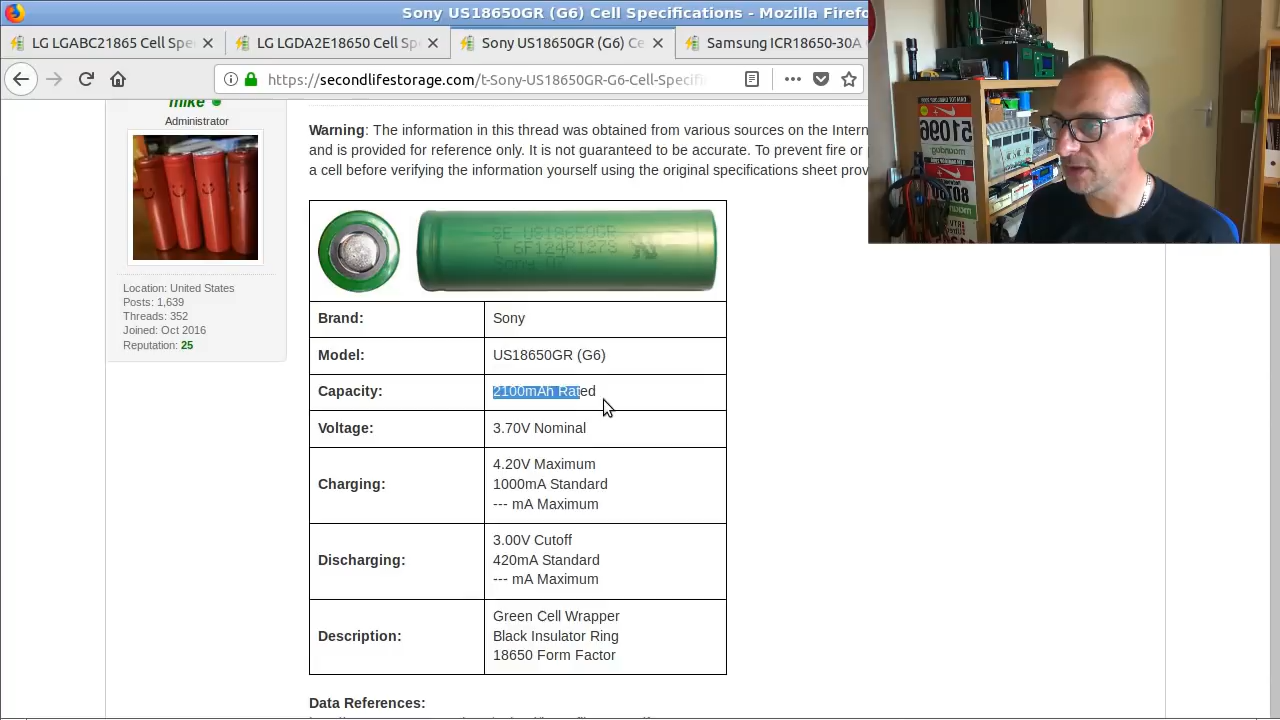 Sony US18650GR (G6) Cell Specifications - Mozilla Firefo
LG LGABC21865 Cell Spe
LG LGDA2E18650 Cell Sp
Sony US18650GR (G6) Ce
Samsung ICR18650-30A
https://secondlifestorage.com/t-Sony-US18650GR-G6-Cell-Specifi
mike
Administrator
Location: United States
Posts: 1,639
Threads: 352
Joined: Oct 2016
Reputation: 25
Warning: The information in this thread was obtained from various sources on the Intern
and is provided for reference only. It is not guaranteed to be accurate. To prevent fire or
a cell before verifying the information yourself using the original specifications sheet prov
SE US18650GR
T 6F124R127S
Sony
Brand: Sony
Model: US18650GR (G6)
Capacity: 2100mAh Rated
Voltage: 3.70V Nominal
Charging: 4.20V Maximum
1000mA Standard
--- mA Maximum
Discharging: 3.00V Cutoff
420mA Standard
--- mA Maximum
Description: Green Cell Wrapper
Black Insulator Ring
18650 Form Factor
Data References:
51096